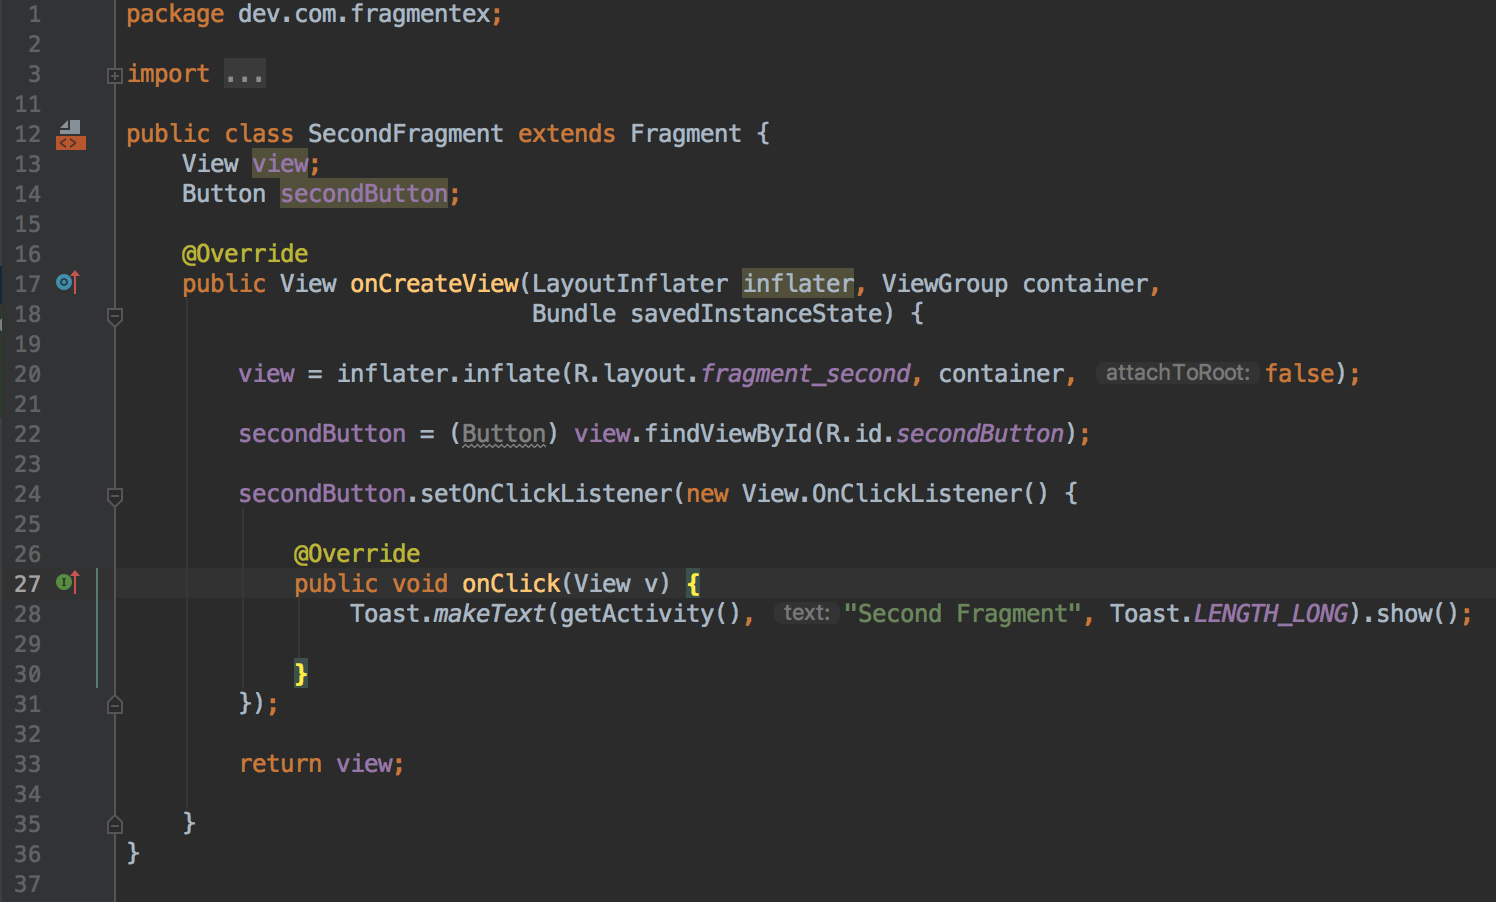 1 package dev.com.fragmentex;
2
3 import ...
11
12 public class SecondFragment extends Fragment {
13 View view;
14 Button secondButton;
15
16 @Override
17 public View onCreateView(LayoutInflater inflater, ViewGroup container,
18 Bundle savedInstanceState) {
19
20 view = inflater.inflate(R.layout.fragment_second, container, attachToRoot: false);
21
22 secondButton = (Button) view.findViewById(R.id.secondButton);
23
24 secondButton.setOnClickListener(new View.OnClickListener() {
25
26 @Override
27 public void onClick(View v) {
28 Toast.makeText(getActivity(), text: "Second Fragment", Toast.LENGTH_LONG).show();
29
30 }
31 });
32
33 return view;
34
35 }
36 }
37